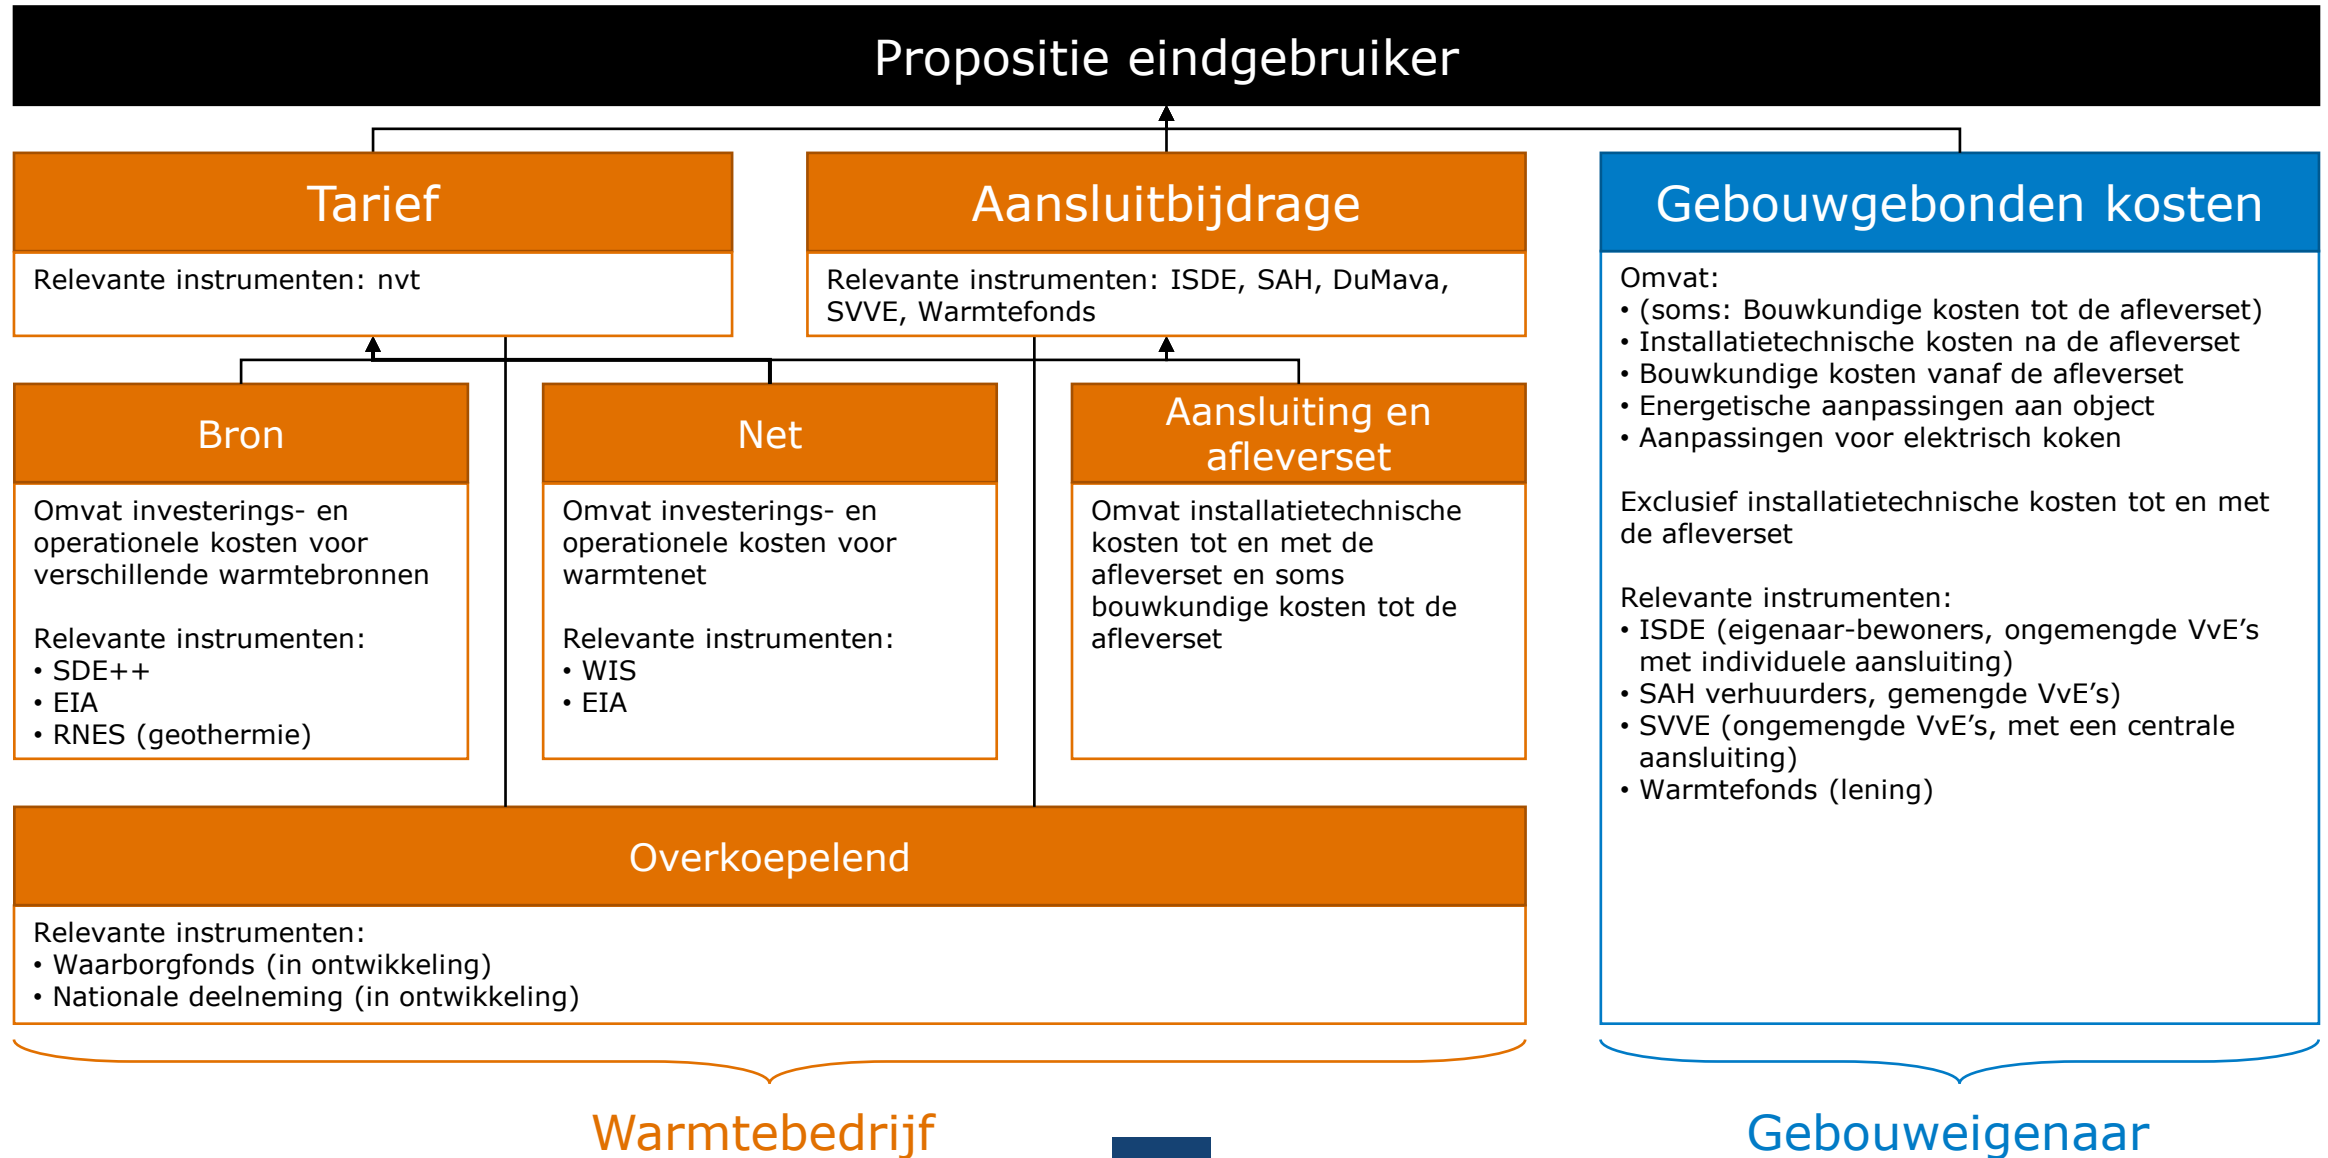 Propositie eindgebruiker
Tarief
Relevante instrumenten: nvt
Aansluitbijdrage
Relevante instrumenten: ISDE, SAH, DuMava,
SVVE, Warmtefonds
Gebouwgebonden kosten
Omvat:
• (soms: Bouwkundige kosten tot de afleverset)
• Installatietechnische kosten na de afleverset
• Bouwkundige kosten vanaf de afleverset
• Energetische aanpassingen aan object
• Aanpassingen voor elektrisch koken
Exclusief installatietechnische kosten tot en met
de afleverset
Relevante instrumenten:
• ISDE (eigenaar-bewoners, ongemengde VvE’s
met individuele aansluiting)
• SAH verhuurders, gemengde VvE’s)
• SVVE (ongemengde VvE’s, met een centrale
aansluiting)
• Warmtefonds (lening)
Bron
Omvat investerings- en
operationele kosten voor
verschillende warmtebronnen
Relevante instrumenten:
• SDE++
• EIA
• RNES (geothermie)
Net
Omvat investerings- en
operationele kosten voor
warmtenet
Relevante instrumenten:
• WIS
• EIA
Aansluiting en
afleverset
Omvat installatietechnische
kosten tot en met de
afleverset en soms
bouwkundige kosten tot de
afleverset
Overkoepelend
Relevante instrumenten:
• Waarborgfonds (in ontwikkeling)
• Nationale deelneming (in ontwikkeling)
Warmtebedrijf
Gebouweigenaar